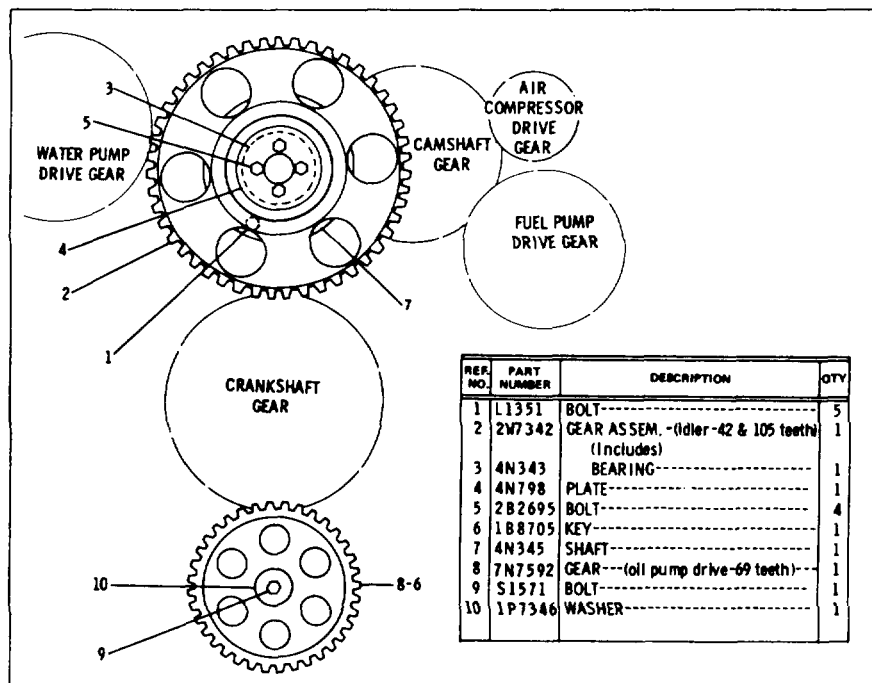 3
5
WATER PUMP
DRIVE GEAR
4
2
1
7
CAMSHAFT
GEAR
AIR
COMPRESSOR
DRIVE
GEAR
FUEL PUMP
DRIVE GEAR
CRANKSHAFT
GEAR
10
8-6
9
REF. NO. PART NUMBER DESCRIPTION QTY
1 L1351 BOLT 5
2 2W7342 GEAR ASSEM. -(idler-42 & 105 teeth) 1
(Includes)
3 4N343 BEARING 1
4 4N798 PLATE 1
5 2B2695 BOLT 4
6 1B8705 KEY 1
7 4N345 SHAFT 1
8 7N7592 GEAR---(oil pump drive-69 teeth)-- 1
9 S1571 BOLT 1
10 1P7346 WASHER 1